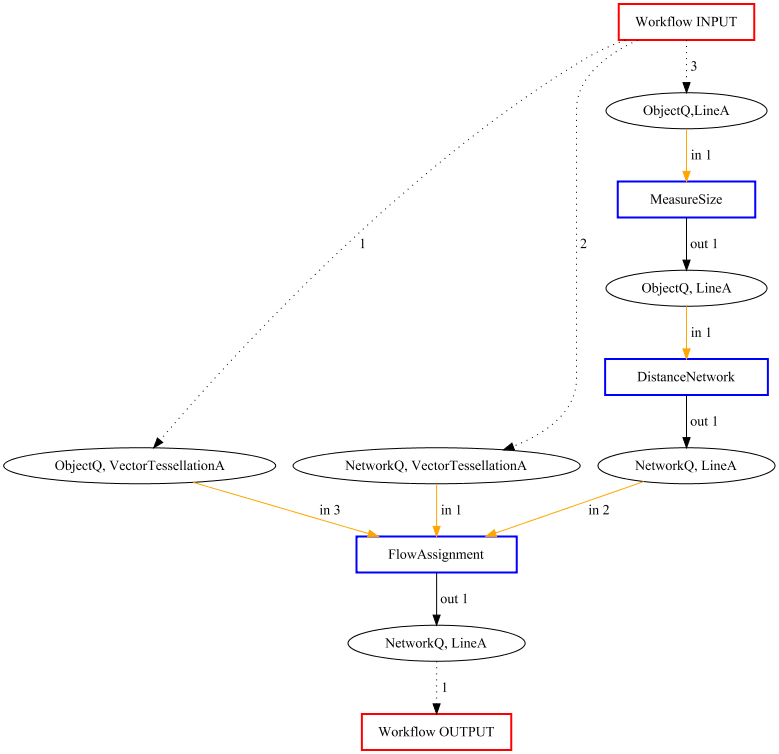 Workflow INPUT
3
ObjectQ,LineA
in 1
MeasureSize
1
2
out 1
ObjectQ, LineA
in 1
DistanceNetwork
out 1
ObjectQ, VectorTessellationA
NetworkQ, VectorTessellationA
NetworkQ, LineA
in 3
in 1
in 2
FlowAssignment
out 1
NetworkQ, LineA
1
Workflow OUTPUT